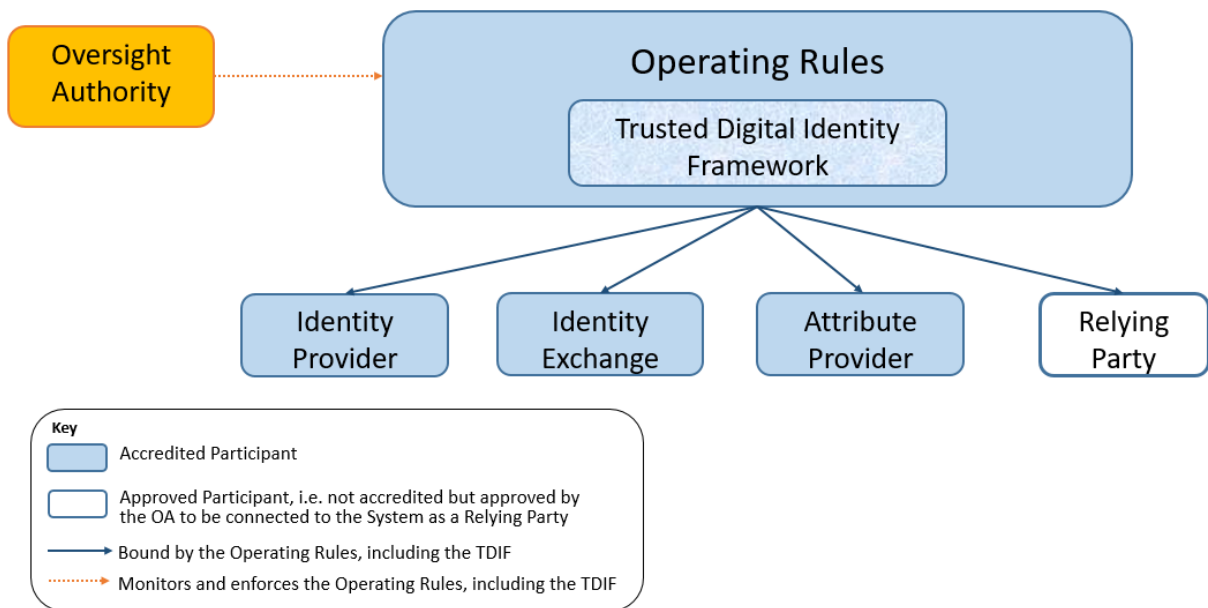 Oversight
Authority
Operating Rules
Trusted Digital Identity
Framework
Identity
Provider
Identity
Exchange
Attribute
Provider
Relying
Party
Key
Accredited Participant
Approved Participant, i.e. not accredited but approved by
the OA to be connected to the System as a Relying Party
Bound by the Operating Rules, including the TDIF
Monitors and enforces the Operating Rules, including the TDIF